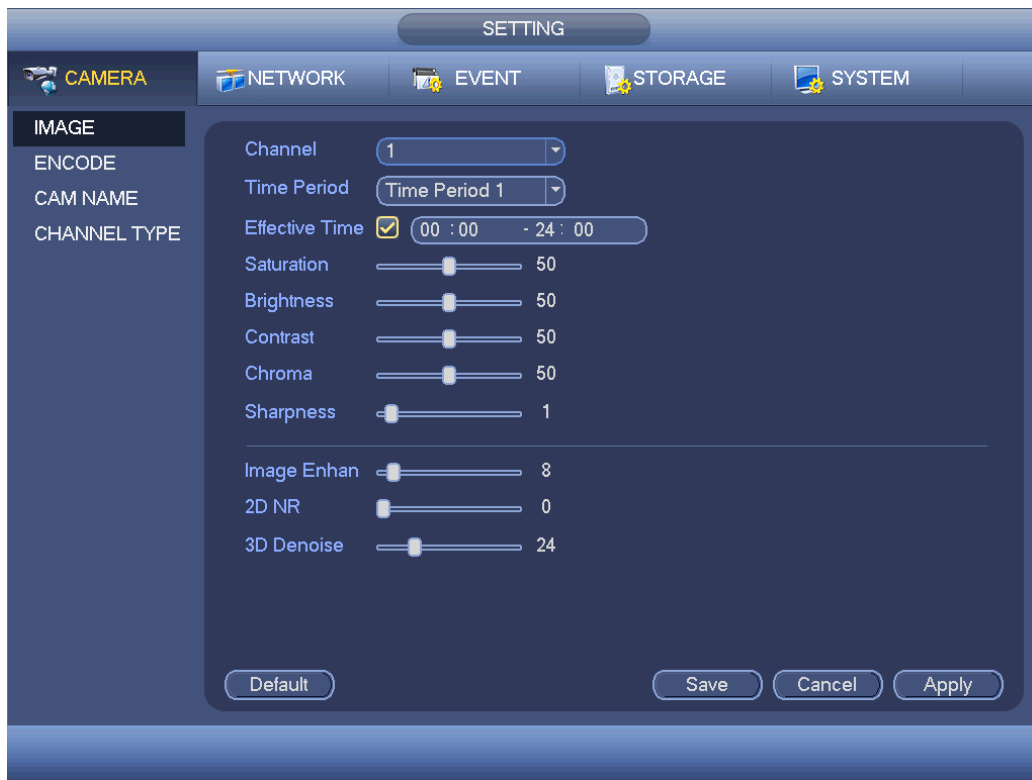 SETTING
CAMERA NETWORK EVENT STORAGE SYSTEM
IMAGE
ENCODE
CAM NAME
CHANNEL TYPE
Channel 1
Time Period Time Period 1
Effective Time 00 :00 - 24: 00
Saturation 50
Brightness 50
Contrast 50
Chroma 50
Sharpness 1
Image Enhan 8
2D NR 0
3D Denoise 24
Default Save Cancel Apply